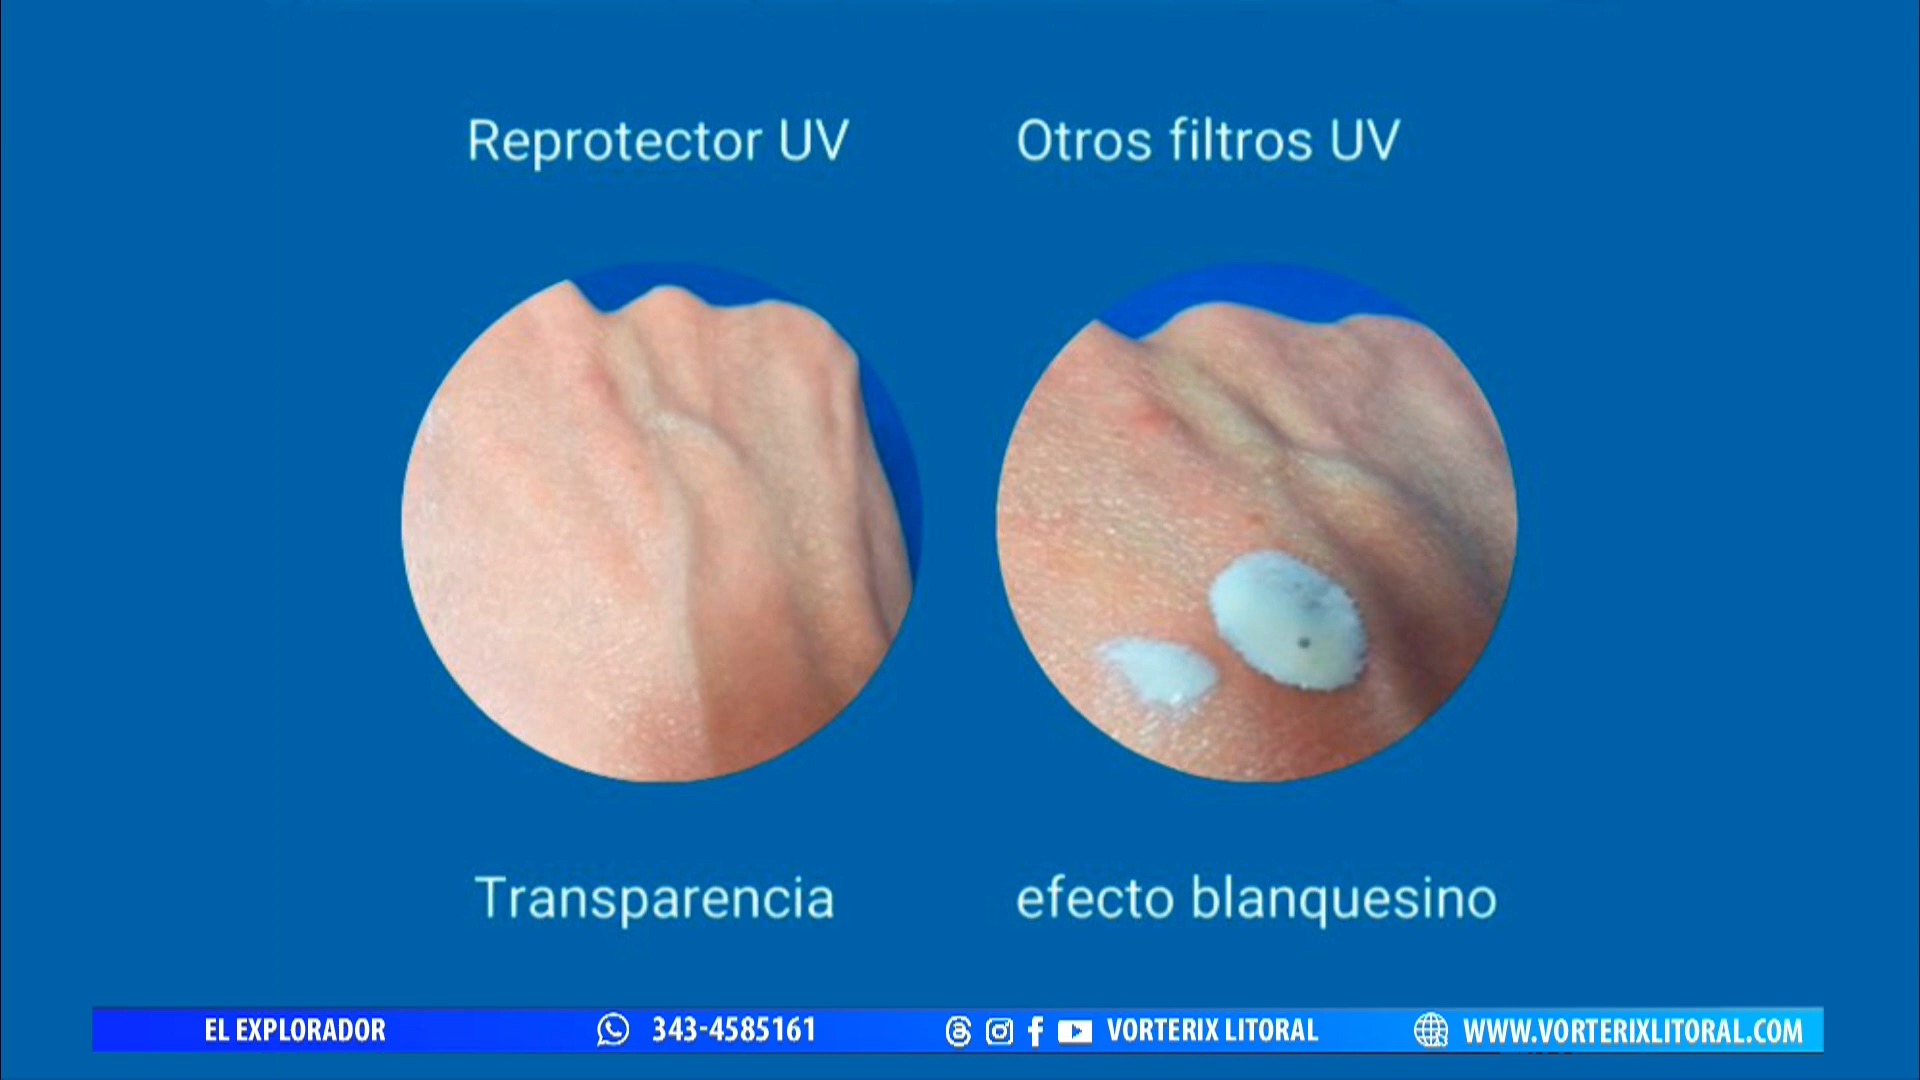 Reprotector UV
Otros filtros UV
Transparencia
efecto blanquesino
EL EXPLORADOR
343-4585161
VORTERIX LITORAL
WWW.VORTERIXLITORAL.COM